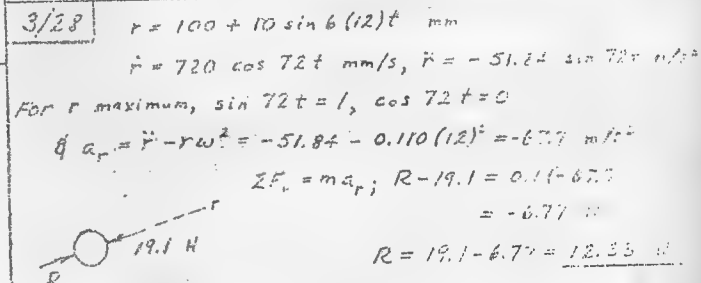 3/28
r = 100 + 10 sin 6(12)t mm
ṙ = 720 cos 72t mm/s, r̈ = -51.84 sin 72t m/s²
For r maximum, sin 72t = 1, cos 72t = 0
& a_r = r̈ - rω² = -51.84 - 0.110(12)² = -67.7 m/s²
ΣF_r = ma_r; R - 19.1 = 0.1(-67.7
= -6.77 N
r
19.1 N
R = 19.1 - 6.77 = 12.33 N
R